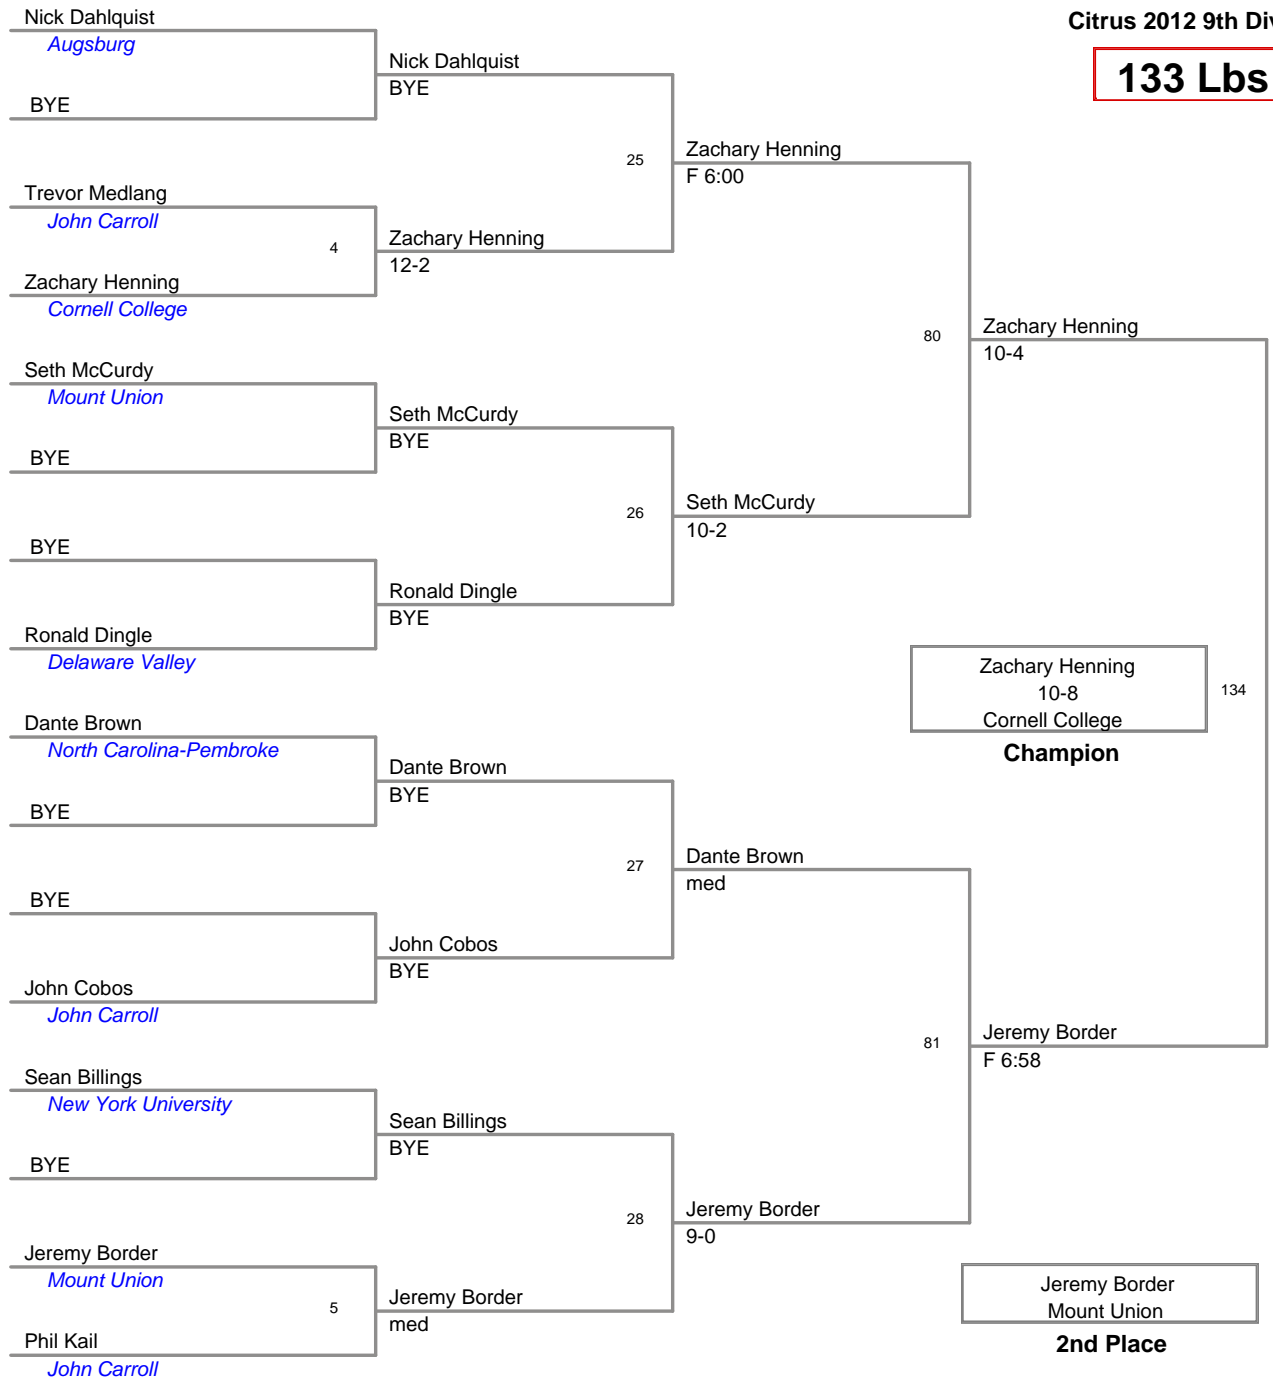 Nick Dahlquist
Augsburg
BYE
Trevor Medlang
John Carroll
4
Zachary Henning
Cornell College
Seth McCurdy
Mount Union
BYE
BYE
Ronald Dingle
Delaware Valley
Dante Brown
North Carolina-Pembroke
BYE
BYE
John Cobos
John Carroll
Sean Billings
New York University
BYE
Jeremy Border
Mount Union
5
Phil Kail
John Carroll
Nick Dahlquist
BYE
25
Zachary Henning
12-2
Seth McCurdy
BYE
26
Ronald Dingle
BYE
Dante Brown
BYE
27
John Cobos
BYE
Sean Billings
BYE
28
Jeremy Border
med
Zachary Henning
F 6:00
80
Seth McCurdy
10-2
Dante Brown
med
81
Jeremy Border
9-0
Zachary Henning
10-4
Jeremy Border
F 6:58
Citrus 2012 9th
133 Lbs
Zachary Henning
10-8
Cornell College
134
Champion
Jeremy Border
Mount Union
2nd Place